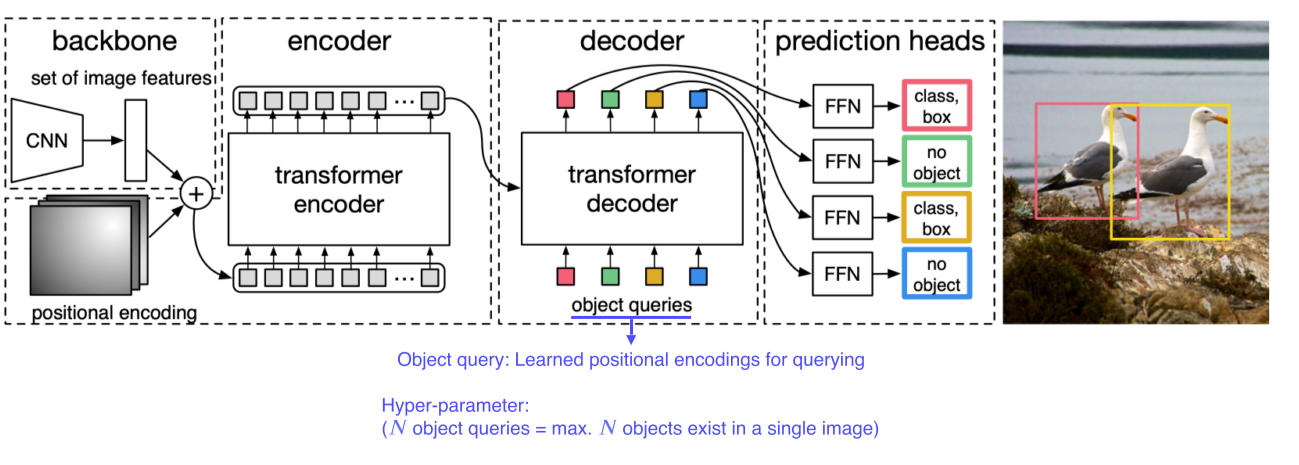 backbone
set of image features
CNN
+
positional encoding
encoder
...
transformer
encoder
...
decoder
transformer
decoder
object queries
prediction heads
FFN
class,
box
FFN
no
object
FFN
class,
box
FFN
no
object
Object query: Learned positional encodings for querying
Hyper-parameter:
(N object queries = max. N objects exist in a single image)